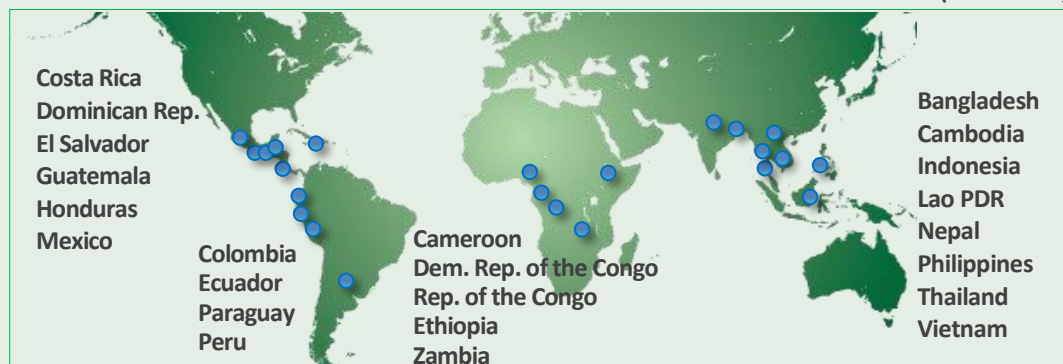 Costa Rica
Dominican Rep.
El Salvador
Guatemala
Honduras
Mexico
Colombia
Ecuador
Paraguay
Peru
Cameroon
Dem. Rep. of the Congo
Rep. of the Congo
Ethiopia
Zambia
Bangladesh
Cambodia
Indonesia
Lao PDR
Nepal
Philippines
Thailand
Vietnam